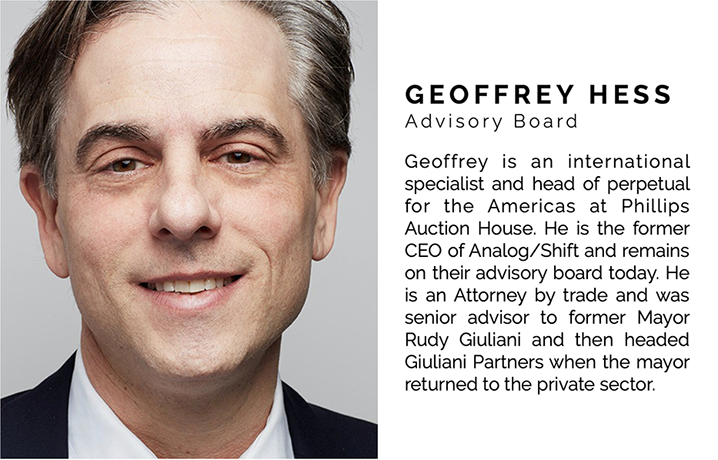 GEOFFREY HESS
Advisory Board
Geoffrey is an international
specialist and head of perpetual
for the Americas at Phillips
Auction House. He is the former
CEO of Analog/Shift and remains
on their advisory board today. He
is an Attorney by trade and was
senior advisor to former Mayor
Rudy Giuliani and then headed
Giuliani Partners when the mayor
returned to the private sector.